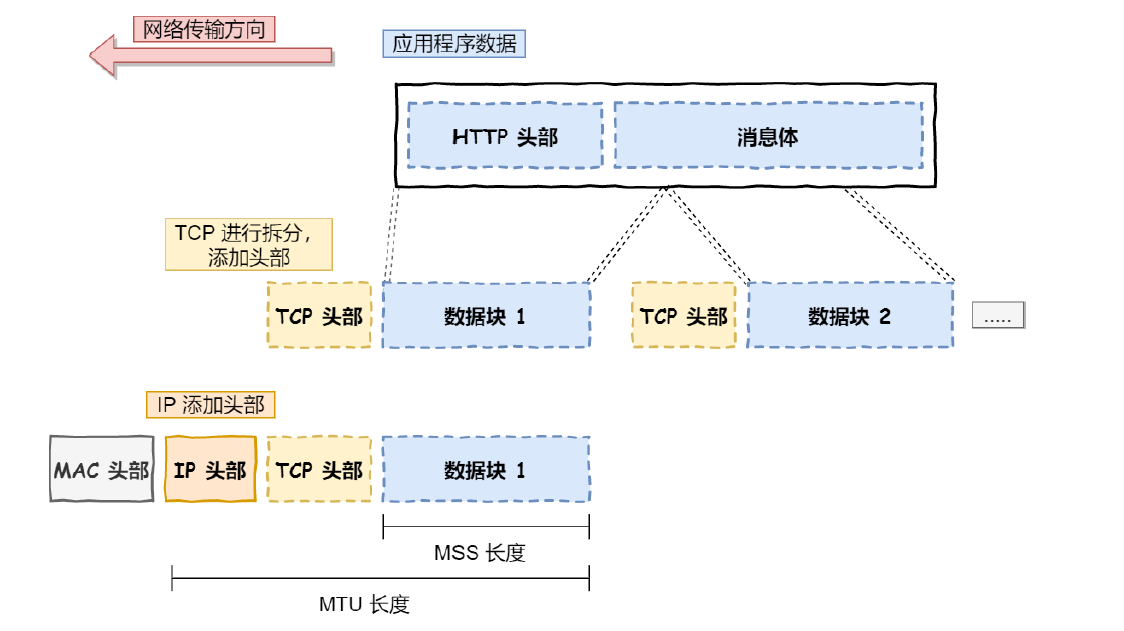 网络传输方向
应用程序数据
HTTP 头部
消息体
TCP 进行拆分，
添加头部
TCP 头部
数据块 1
TCP 头部
数据块 2
.....
IP 添加头部
MAC 头部
IP 头部
TCP 头部
数据块 1
MSS 长度
MTU 长度